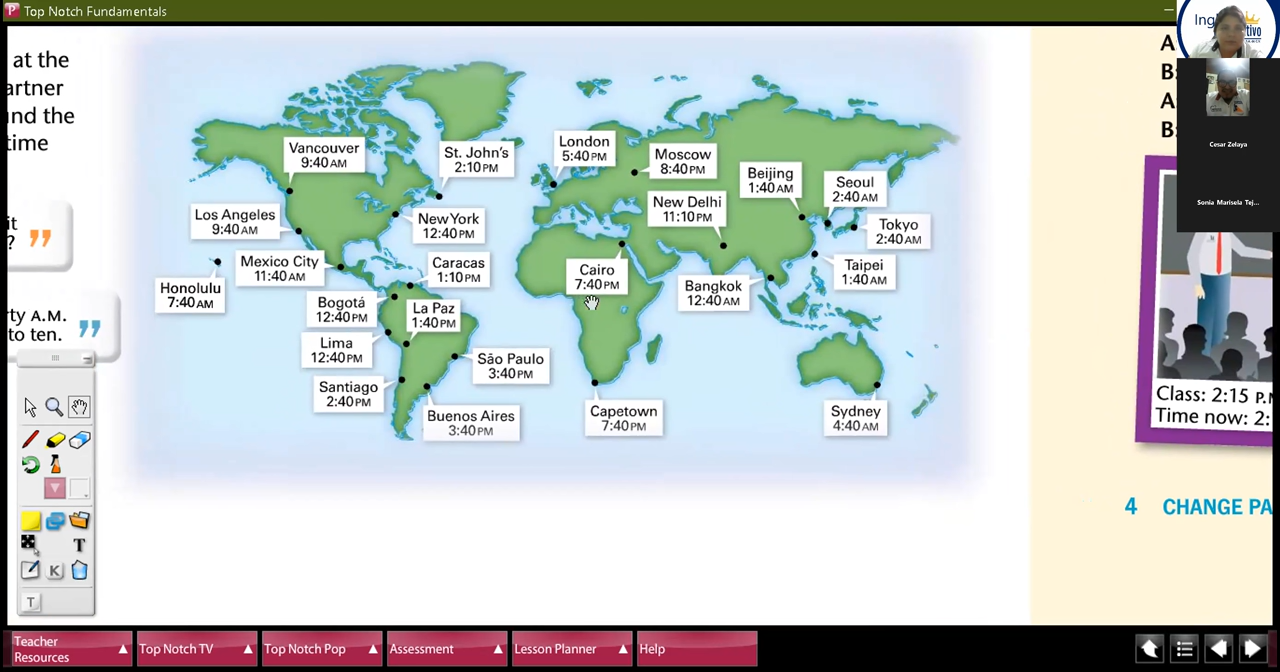 Top Notch Fundamentals
at the
artner
und the
time
it
?”
rty A.M.
to ten.”
Vancouver
9:40 AM
St. John's
2:10 PM
London
5:40 PM
Moscow
8:40 PM
Beijing
1:40 AM
Seoul
2:40 AM
Los Angeles
9:40 AM
New York
12:40 PM
New Delhi
11:10 PM
Tokyo
2:40 AM
Honolulu
7:40 AM
Mexico City
11:40 AM
Caracas
1:10 PM
Cairo
7:40 PM
Bangkok
12:40 AM
Taipei
1:40 AM
Bogotá
12:40 PM
La Paz
1:40 PM
Lima
12:40 PM
São Paulo
3:40 PM
Santiago
2:40 PM
Buenos Aires
3:40 PM
Capetown
7:40 PM
Sydney
4:40 AM
A
B:
A:
B:
Cesar Zelaya
Sonia Marisela Tej...
Class: 2:15 P.
Time now: 2:
4 CHANGE PA
T
K
T
Teacher
Resources
Top Notch TV
Top Notch Pop
Assessment
Lesson Planner
Help